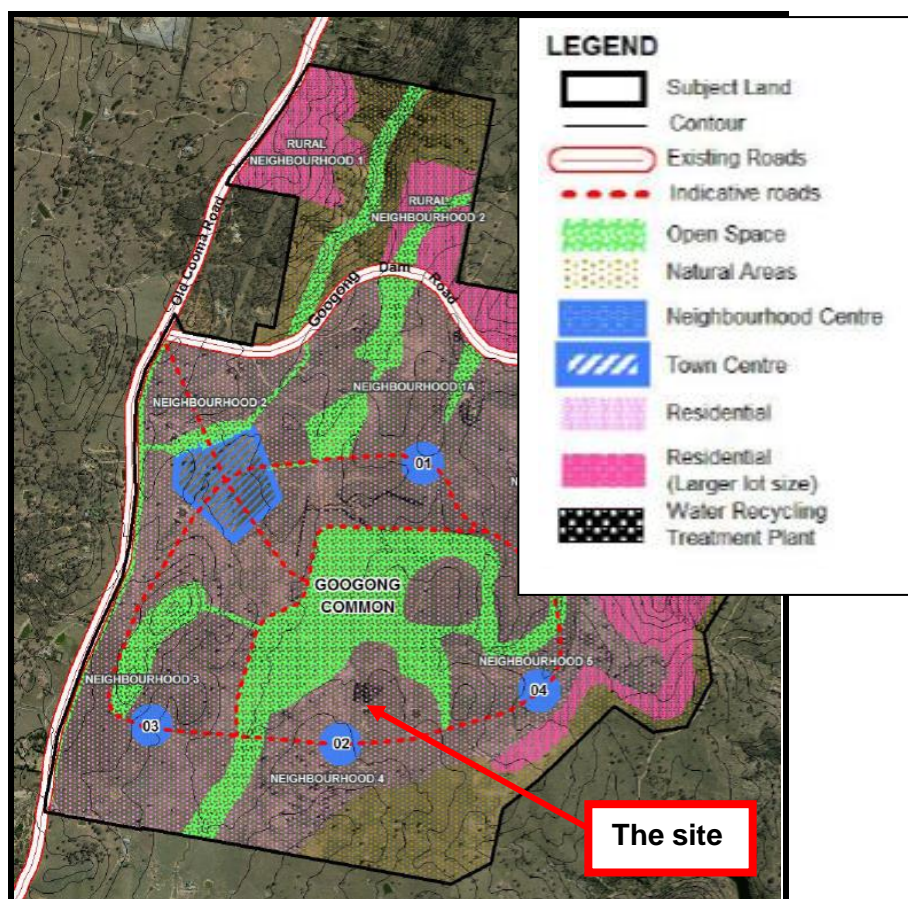 LEGEND
Subject Land
Contour
Existing Roads
Indicative roads
Open Space
Natural Areas
Neighbourhood Centre
Town Centre
Residential
Residential
(Larger lot size)
Water Recycling
Treatment Plant
RURAL
NEIGHBOURHOOD 1
RURAL
NEIGHBOURHOOD 2
Old Cooma Road
Googong Dam Road
NEIGHBOURHOOD 1A
NEIGHBOURHOOD 2
01
GOOGONG
COMMON
NEIGHBOURHOOD 5
NEIGHBOURHOOD 3
04
03
02
NEIGHBOURHOOD 4
The site